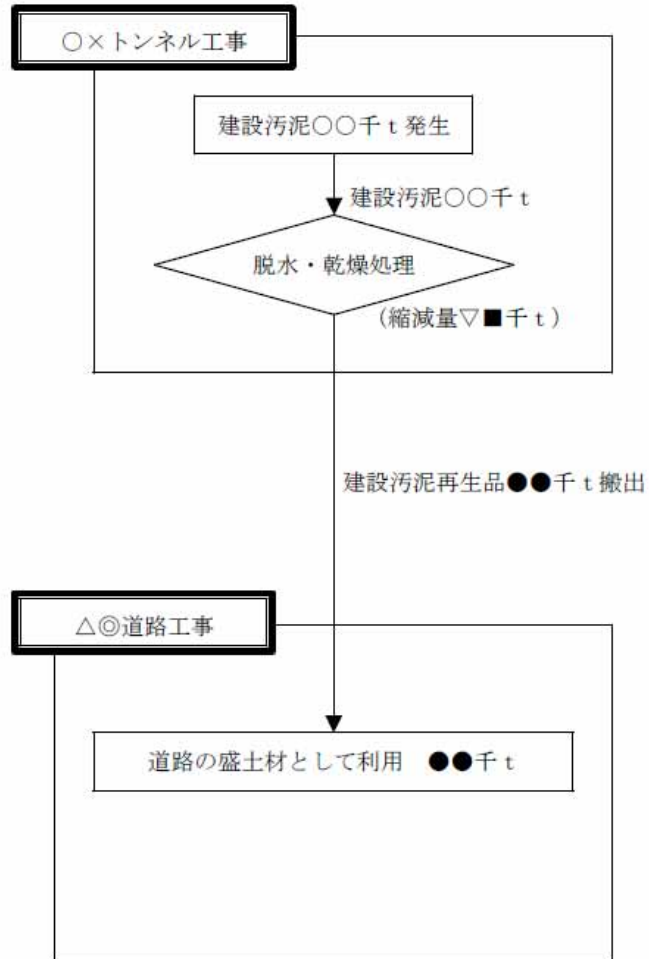 ○×トンネル工事
建設汚泥○○千ｔ発生
建設汚泥○○千ｔ
脱水・乾燥処理
（縮減量▽■千ｔ）
建設汚泥再生品●●千ｔ搬出
△◎道路工事
道路の盛土材として利用　●●千ｔ